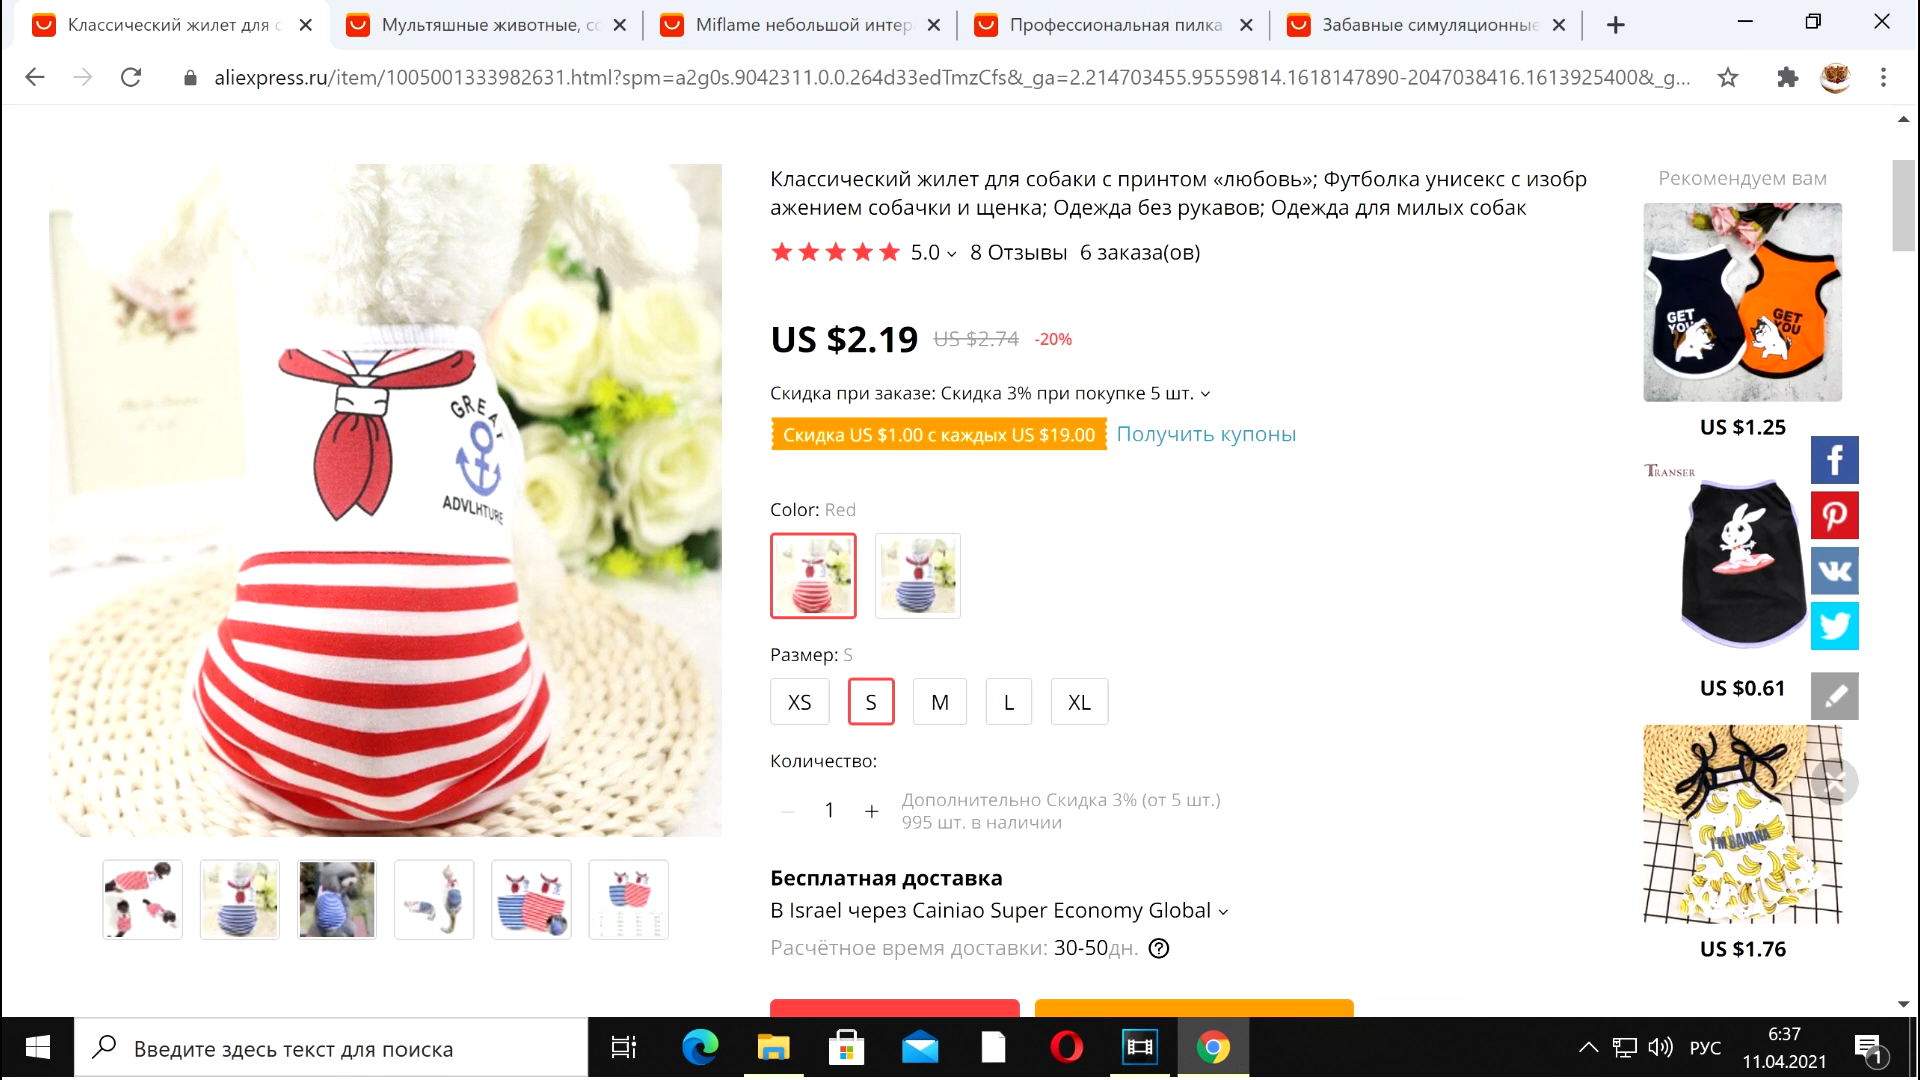 Классический жилет для с
Мультяшные животные, со
Miflame небольшой интер
Профессиональная пилка
Забавные симуляционные
aliexpress.ru/item/1005001333982631.html?spm=a2g0s.9042311.0.0.264d33edTmzCfs&_ga=2.214703455.95559814.1618147890-2047038416.1613925400&_g...
GREAT
ADVLHTURE
Классический жилет для собаки с принтом «любовь»; Футболка унисекс с изобр
ажением собачки и щенка; Одежда без рукавов; Одежда для милых собак
5.0 8 Отзывы 6 заказа(ов)
US $2.19 US $2.74 -20%
Скидка при заказе: Скидка 3% при покупке 5 шт.
Скидка US $1.00 с каждых US $19.00 Получить купоны
Color: Red
Размер: S
XS S M L XL
Количество:
1
Дополнительно Скидка 3% (от 5 шт.)
995 шт. в наличии
Бесплатная доставка
В Israel через Cainiao Super Economy Global
Расчётное время доставки: 30-50дн.
Рекомендуем вам
GET YOU
GET YOU
US $1.25
TRANSER
US $0.61
I'M BANANA
US $1.76
Введите здесь текст для поиска
РУС
6:37
11.04.2021
1